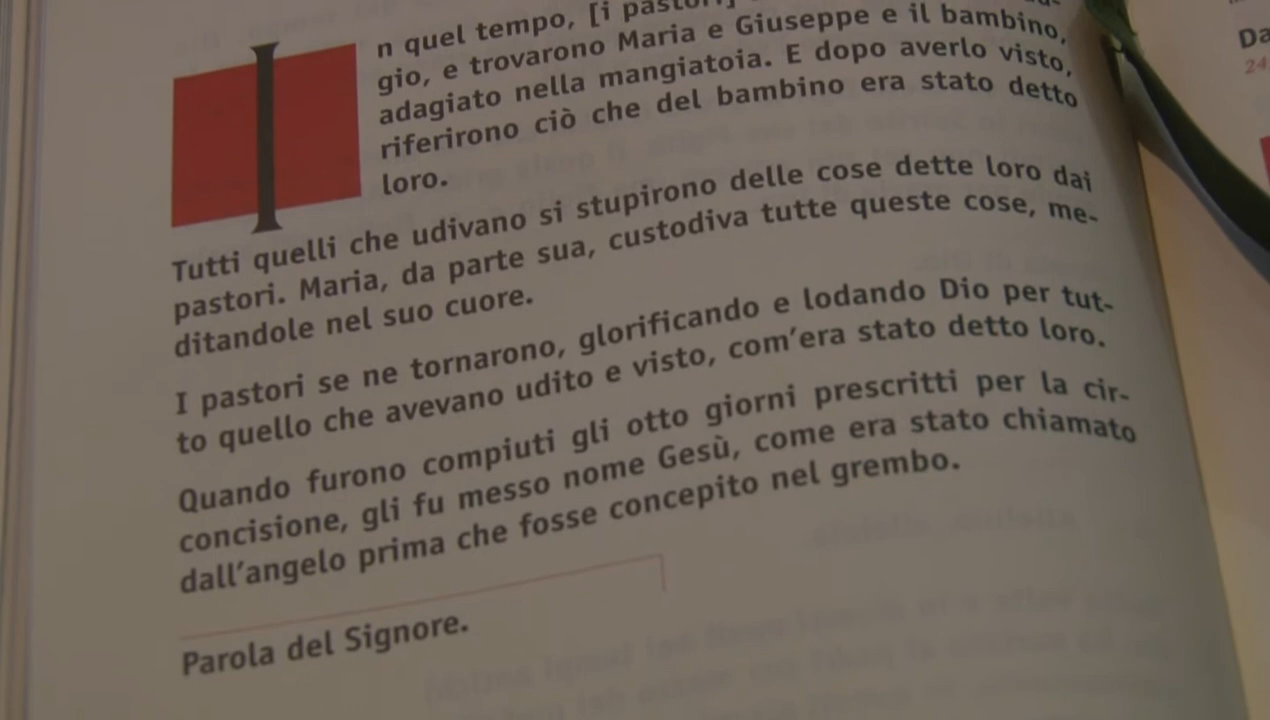 In quel tempo, [i pastori]
gio, e trovarono Maria e Giuseppe e il bambino,
adagiato nella mangiatoia. E dopo averlo visto,
riferirono ciò che del bambino era stato detto
loro.
Tutti quelli che udivano si stupirono delle cose dette loro dai
pastori. Maria, da parte sua, custodiva tutte queste cose, me-
ditandole nel suo cuore.
I pastori se ne tornarono, glorificando e lodando Dio per tut-
to quello che avevano udito e visto, com'era stato detto loro.
Quando furono compiuti gli otto giorni prescritti per la cir-
concisione, gli fu messo nome Gesù, come era stato chiamato
dall'angelo prima che fosse concepito nel grembo.
Parola del Signore.
Da
24